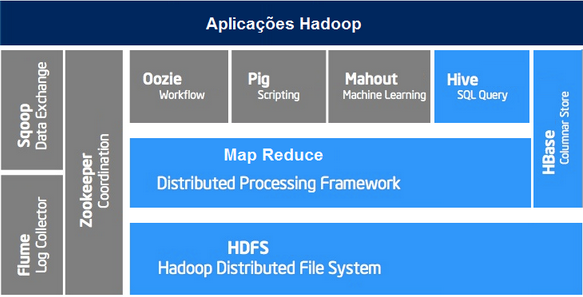 Aplicações Hadoop
Sqoop
Data Exchange
Flume
Log Collector
Zookeeper
Coordination
Oozie
Workflow
Pig
Scripting
Mahout
Machine Learning
Hive
SQL Query
HBase
Columnar Store
Map Reduce
Distributed Processing Framework
HDFS
Hadoop Distributed File System